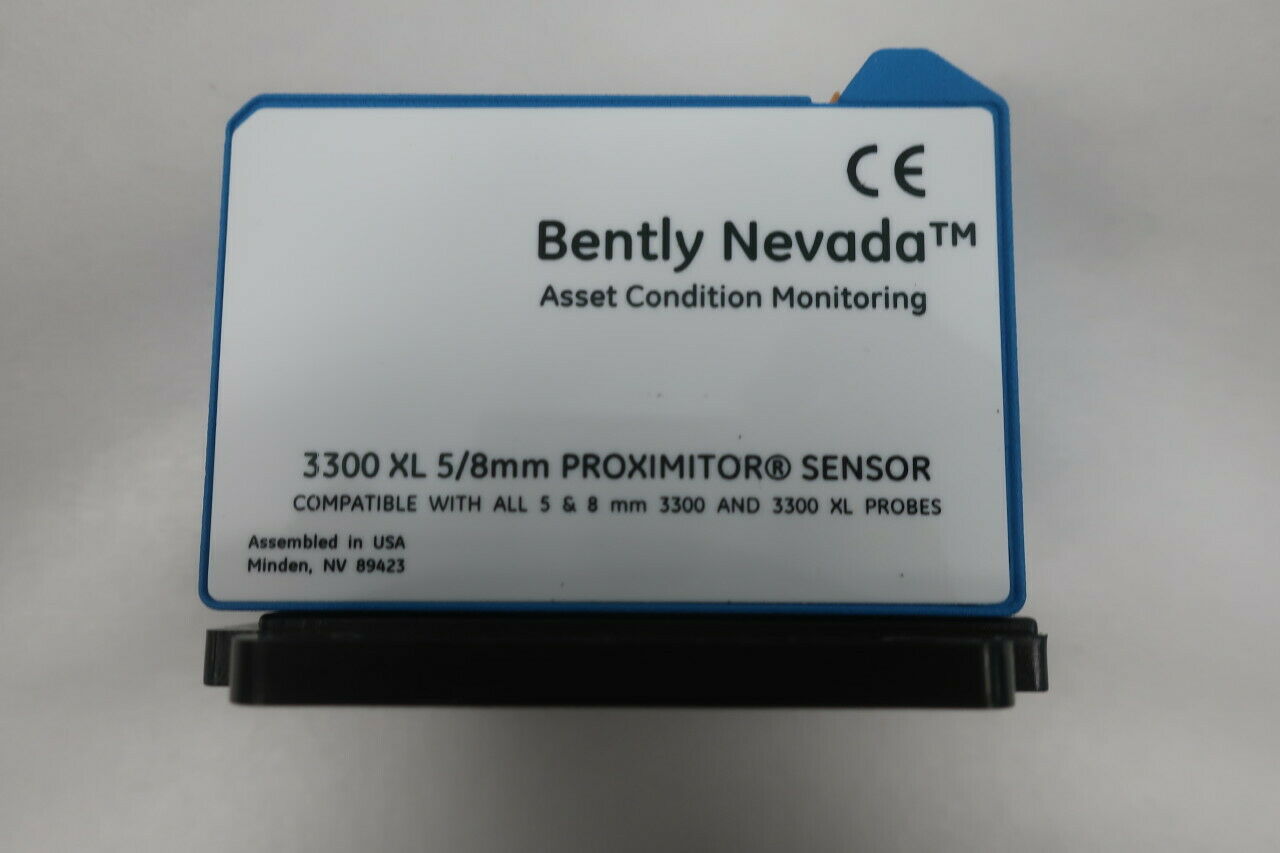 CE
Bently Nevada™
Asset Condition Monitoring
3300 XL 5/8mm PROXIMITOR® SENSOR
COMPATIBLE WITH ALL 5 & 8 mm 3300 AND 3300 XL PROBES
Assembled in USA
Minden, NV 89423